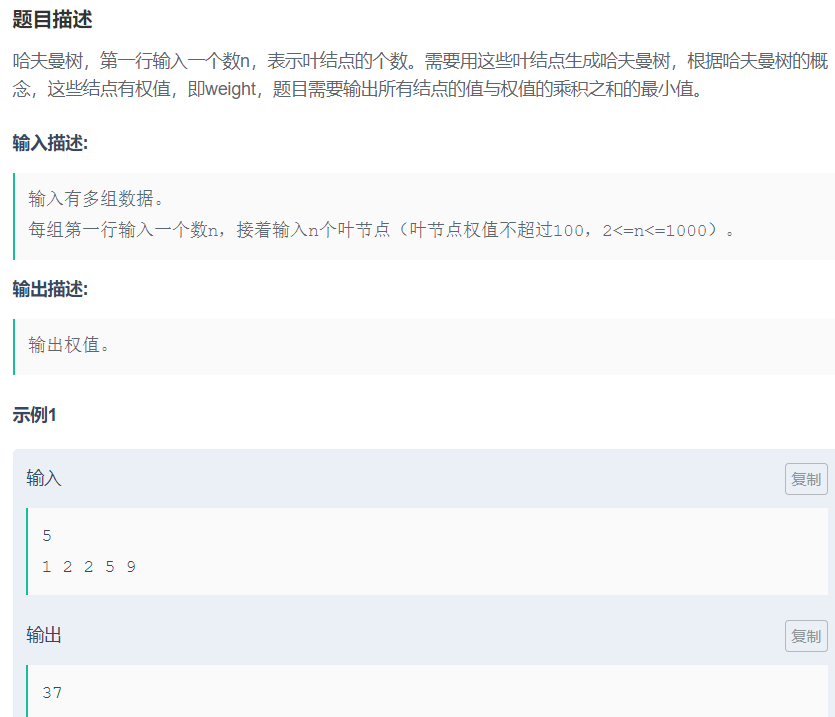 题目描述
哈夫曼树，第一行输入一个数n，表示叶结点的个数。需要用这些叶结点生成哈夫曼树，根据哈夫曼树的概
念，这些结点有权值，即weight，题目需要输出所有结点的值与权值的乘积之和的最小值。
输入描述:
输入有多组数据。
每组第一行输入一个数n，接着输入n个叶节点（叶节点权值不超过100，2<=n<=1000）。
输出描述:
输出权值。
示例1
输入
复制
5
1 2 2 5 9
输出
复制
37